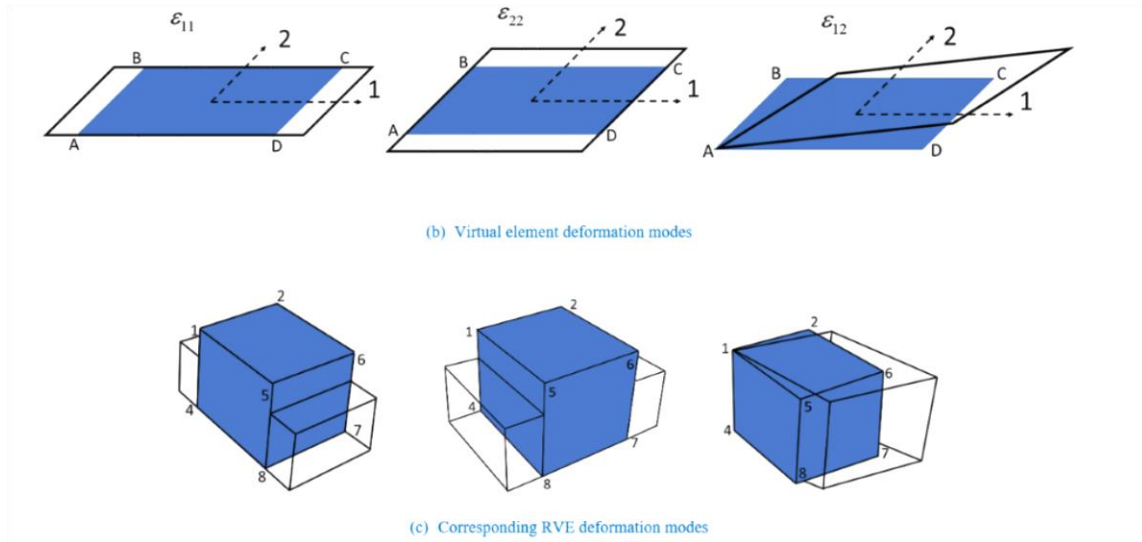 ε11 ε22 ε12
2 2 2
B C B C B C
1 1 1
A D A D A D
(b) Virtual element deformation modes
2 2 2
1 1 1
6 6 6
5 5 5
4 4 4
7 7 7
8 8 8
(c) Corresponding RVE deformation modes